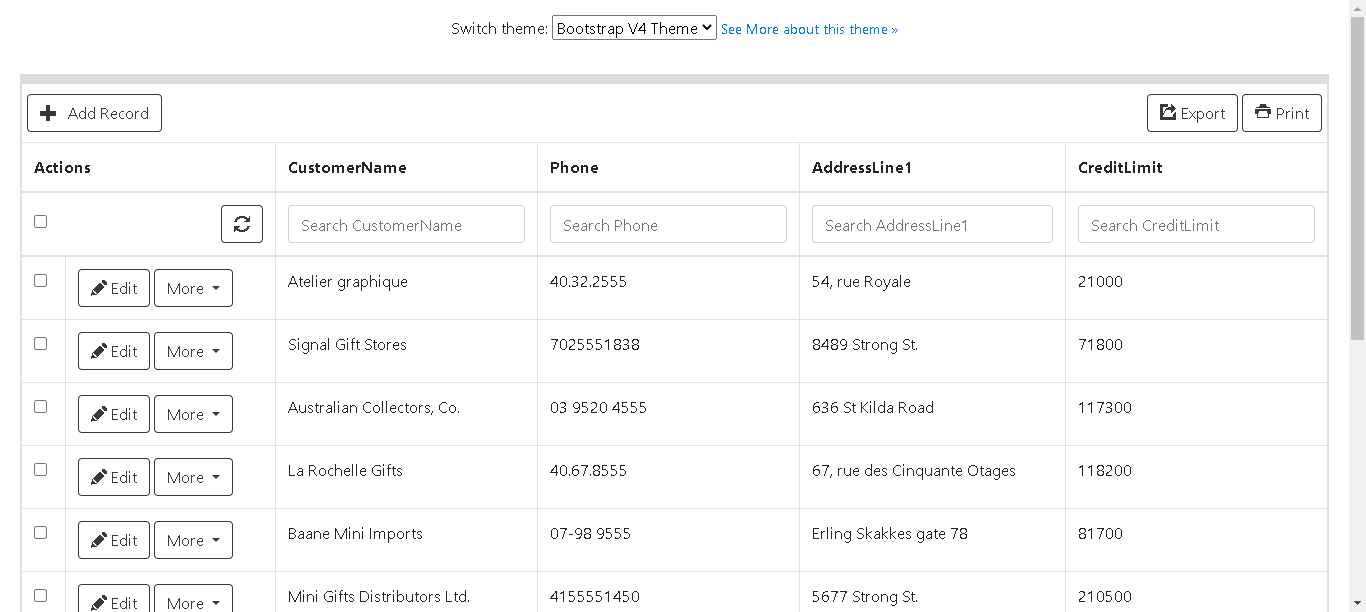 Switch theme: Bootstrap V4 Theme See More about this theme »
Add Record Export Print
Actions CustomerName Phone AddressLine1 CreditLimit
Search CustomerName Search Phone Search AddressLine1 Search CreditLimit
Edit More Atelier graphique 40.32.2555 54, rue Royale 21000
Edit More Signal Gift Stores 7025551838 8489 Strong St. 71800
Edit More Australian Collectors, Co. 03 9520 4555 636 St Kilda Road 117300
Edit More La Rochelle Gifts 40.67.8555 67, rue des Cinquante Otages 118200
Edit More Baane Mini Imports 07-98 9555 Erling Skakkes gate 78 81700
Edit More Mini Gifts Distributors Ltd. 4155551450 5677 Strong St. 210500